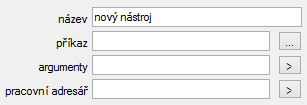 název nový nástroj
příkaz ...
argumenty >
pracovní adresář >